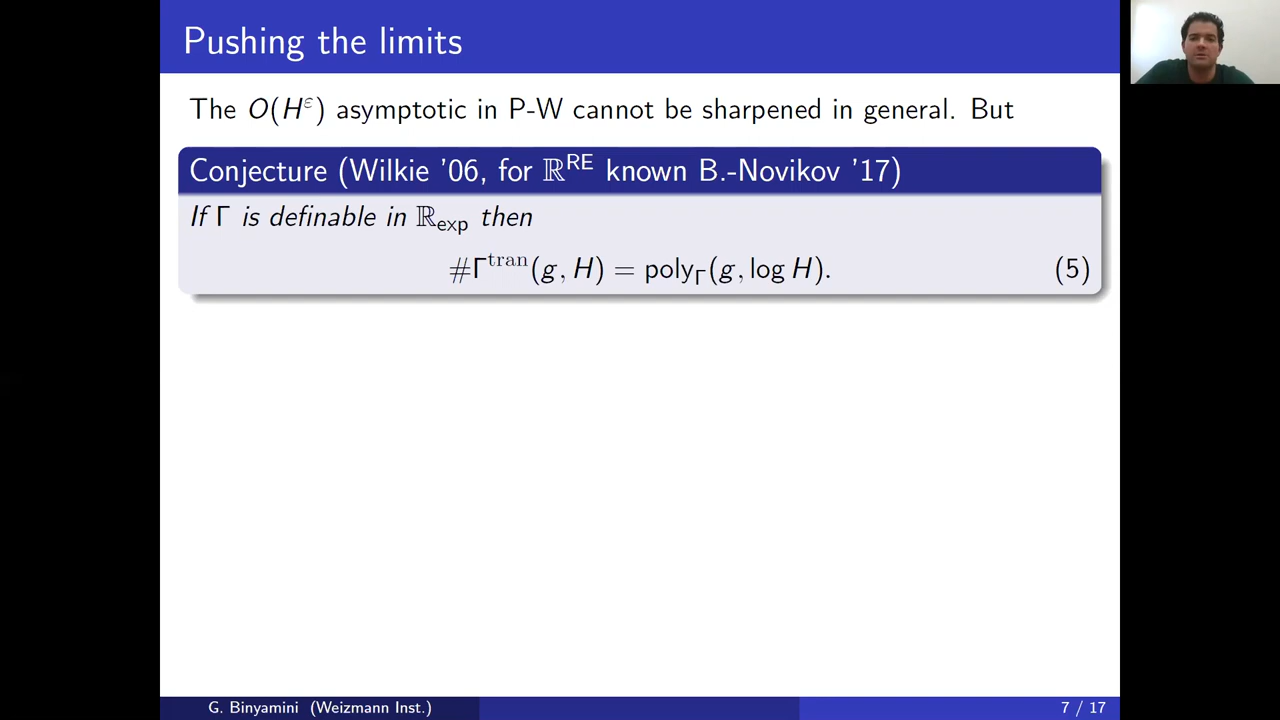 Pushing the limits
The O(H^ε) asymptotic in P-W cannot be sharpened in general. But
Conjecture (Wilkie '06, for ℝ^RE known B.-Novikov '17)
If Γ is definable in ℝ_exp then
#Γ^tran(g, H) = poly_Γ(g, log H). (5)
G. Binyamini (Weizmann Inst.) 7 / 17